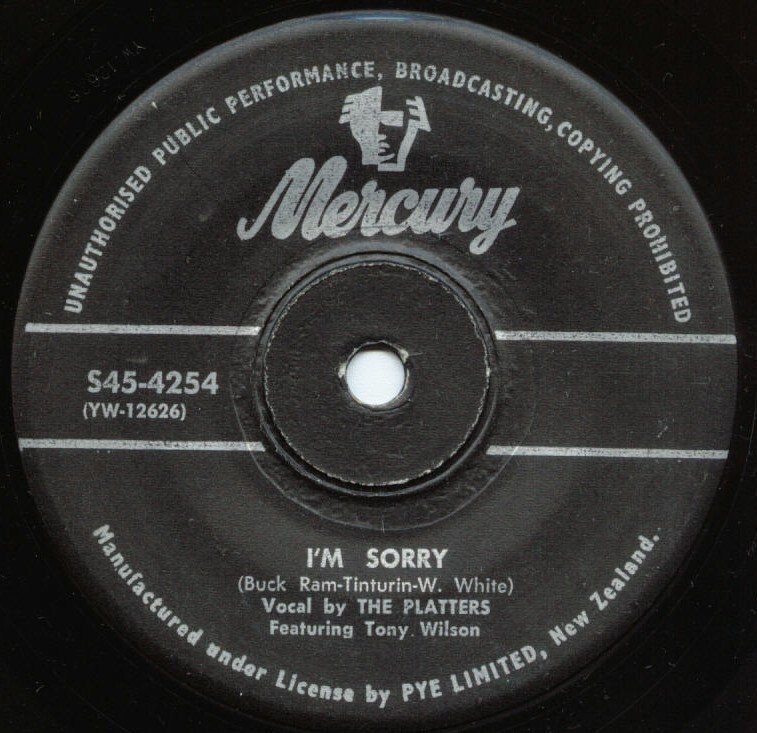 UNAUTHORISED PUBLIC PERFORMANCE, BROADCASTING, COPYING PROHIBITED
Mercury
S45-4254
(YW-12626)
I'M SORRY
(Buck Ram-Tinturin-W. White)
Vocal by THE PLATTERS
Featuring Tony Wilson
Manufactured under License by PYE LIMITED, New Zealand.